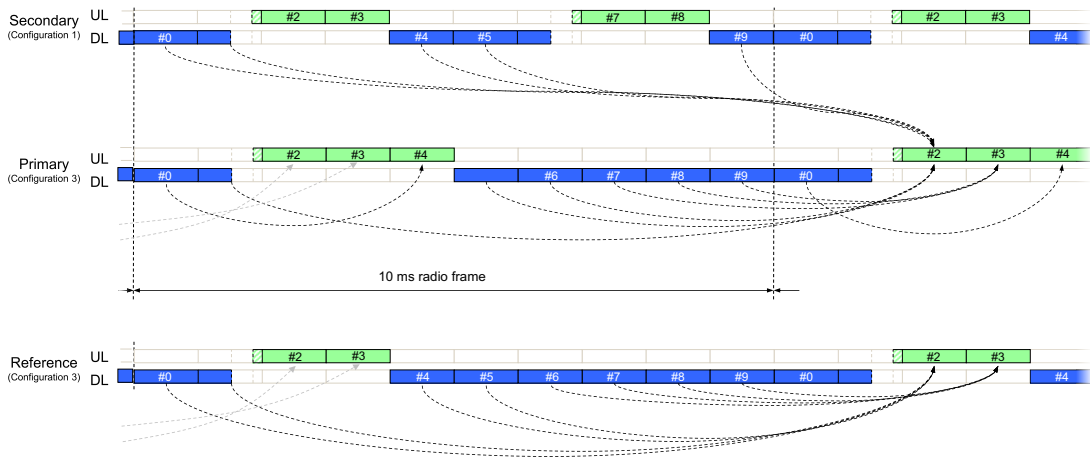 Secondary
(Configuration 1)
UL #2 #3 #7 #8 #2 #3
DL #0 #4 #5 #9 #0 #4
Primary
(Configuration 3)
UL #2 #3 #4 #2 #3 #4
DL #0 #6 #7 #8 #9 #0
10 ms radio frame
Reference
(Configuration 3)
UL #2 #3 #2 #3
DL #0 #4 #5 #6 #7 #8 #9 #0 #4